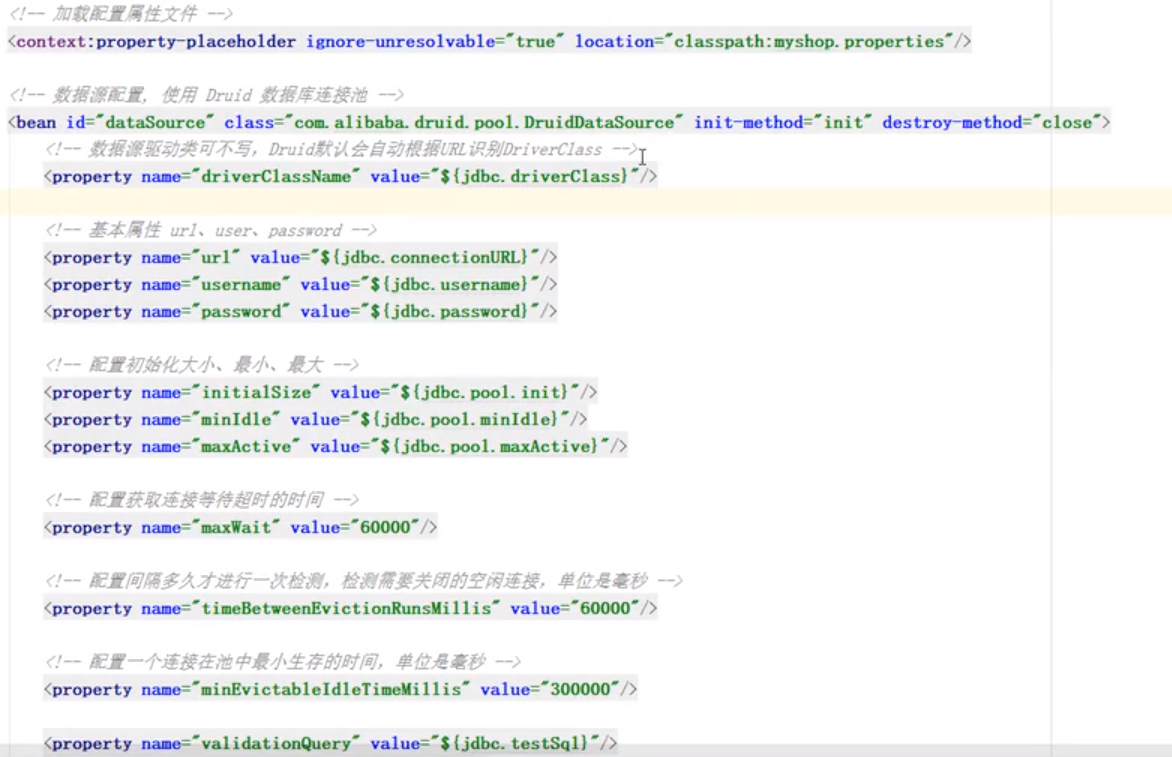 <!-- 加载配置属性文件 -->
<context:property-placeholder ignore-unresolvable="true" location="classpath:myshop.properties"/>
<!-- 数据源配置, 使用 Druid 数据库连接池 -->
<bean id="dataSource" class="com.alibaba.druid.pool.DruidDataSource" init-method="init" destroy-method="close">
<!-- 数据源驱动类可不写，Druid默认会自动根据URL识别DriverClass -->
<property name="driverClassName" value="${jdbc.driverClass}"/>
<!-- 基本属性 url、user、password -->
<property name="url" value="${jdbc.connectionURL}"/>
<property name="username" value="${jdbc.username}"/>
<property name="password" value="${jdbc.password}"/>
<!-- 配置初始化大小、最小、最大 -->
<property name="initialSize" value="${jdbc.pool.init}"/>
<property name="minIdle" value="${jdbc.pool.minIdle}"/>
<property name="maxActive" value="${jdbc.pool.maxActive}"/>
<!-- 配置获取连接等待超时的时间 -->
<property name="maxWait" value="60000"/>
<!-- 配置间隔多久才进行一次检测，检测需要关闭的空闲连接，单位是毫秒 -->
<property name="timeBetweenEvictionRunsMillis" value="60000"/>
<!-- 配置一个连接在池中最小生存的时间，单位是毫秒 -->
<property name="minEvictableIdleTimeMillis" value="300000"/>
<property name="validationQuery" value="${jdbc.testSql}"/>